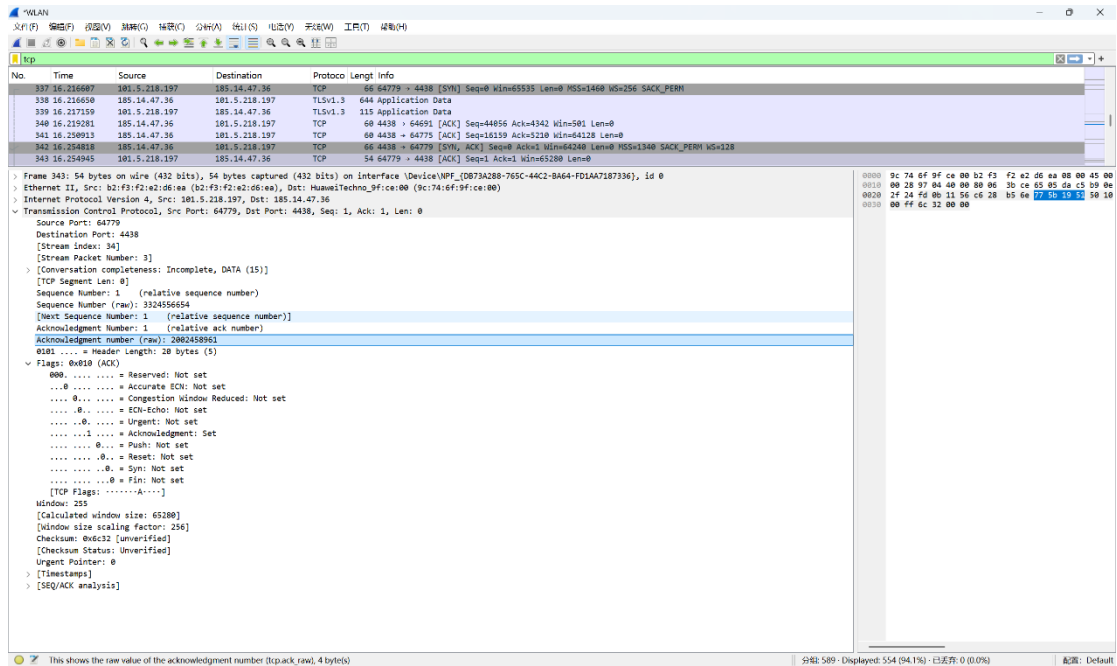 *WLAN
文件(F) 编辑(E) 视图(V) 跳转(G) 捕获(C) 分析(A) 统计(S) 电话(Y) 无线(W) 工具(T) 帮助(H)
tcp
No. Time Source Destination Protoco Lengt Info
337 16.216607 101.5.218.197 185.14.47.36 TCP 66 64779 → 4438 [SYN] Seq=0 Win=65535 Len=0 MSS=1460 WS=256 SACK_PERM
338 16.216650 185.14.47.36 101.5.218.197 TLSv1.3 644 Application Data
339 16.217159 101.5.218.197 185.14.47.36 TLSv1.3 115 Application Data
340 16.219281 185.14.47.36 101.5.218.197 TCP 60 4438 → 64691 [ACK] Seq=44056 Ack=4342 Win=501 Len=0
341 16.250913 185.14.47.36 101.5.218.197 TCP 60 4438 → 64775 [ACK] Seq=16159 Ack=5210 Win=64128 Len=0
342 16.254818 185.14.47.36 101.5.218.197 TCP 66 4438 → 64779 [SYN, ACK] Seq=0 Ack=1 Win=64240 Len=0 MSS=1340 SACK_PERM WS=128
343 16.254945 101.5.218.197 185.14.47.36 TCP 54 64779 → 4438 [ACK] Seq=1 Ack=1 Win=65280 Len=0
Frame 343: 54 bytes on wire (432 bits), 54 bytes captured (432 bits) on interface \Device\NPF_{DB73A288-765C-44C2-BA64-FD1AA7187336}, id 0
Ethernet II, Src: b2:f3:f2:e2:d6:ea (b2:f3:f2:e2:d6:ea), Dst: HuaweiTechno_9f:ce:00 (9c:74:6f:9f:ce:00)
Internet Protocol Version 4, Src: 101.5.218.197, Dst: 185.14.47.36
Transmission Control Protocol, Src Port: 64779, Dst Port: 4438, Seq: 1, Ack: 1, Len: 0
Source Port: 64779
Destination Port: 4438
[Stream index: 34]
[Stream Packet Number: 3]
[Conversation completeness: Incomplete, DATA (15)]
[TCP Segment Len: 0]
Sequence Number: 1 (relative sequence number)
Sequence Number (raw): 3324556654
[Next Sequence Number: 1 (relative sequence number)]
Acknowledgment Number: 1 (relative ack number)
Acknowledgment number (raw): 2002458961
0101 .... = Header Length: 20 bytes (5)
Flags: 0x010 (ACK)
000. .... .... = Reserved: Not set
...0 .... .... = Accurate ECN: Not set
.... 0... .... = Congestion Window Reduced: Not set
.... .0.. .... = ECN-Echo: Not set
.... ..0. .... = Urgent: Not set
.... ...1 .... = Acknowledgment: Set
.... .... 0... = Push: Not set
.... .... .0.. = Reset: Not set
.... .... ..0. = Syn: Not set
.... .... ...0 = Fin: Not set
[TCP Flags: ·······A····]
Window: 255
[Calculated window size: 65280]
[Window size scaling factor: 256]
Checksum: 0x6c32 [unverified]
[Checksum Status: Unverified]
Urgent Pointer: 0
[Timestamps]
[SEQ/ACK analysis]
0000 9c 74 6f 9f ce 00 b2 f3 f2 e2 d6 ea 08 00 45 00
0010 00 28 97 04 40 00 80 06 3b ce 65 05 da c5 b9 0e
0020 2f 24 fd 0b 11 56 c6 28 b5 6e 77 5b 19 51 50 10
0030 00 ff 6c 32 00 00
This shows the raw value of the acknowledgment number (tcp.ack_raw), 4 byte(s)
分组: 589 · Displayed: 554 (94.1%) · 已丢弃: 0 (0.0%)
配置: Default